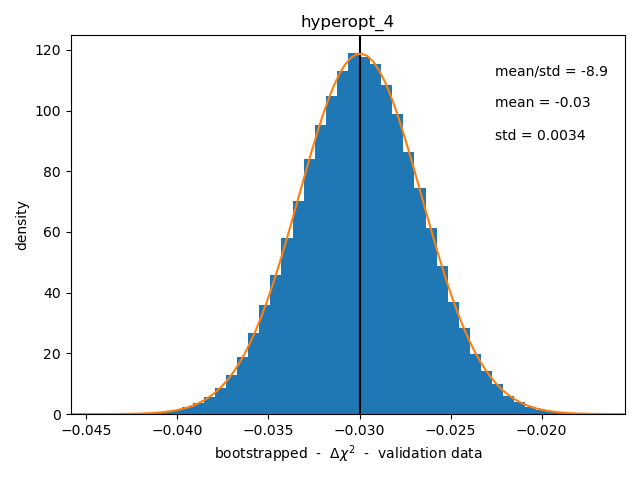 hyperopt_4
mean/std = -8.9
mean = -0.03
std = 0.0034
density
120
100
80
60
40
20
0
−0.045 −0.040 −0.035 −0.030 −0.025 −0.020
bootstrapped - Δχ² - validation data